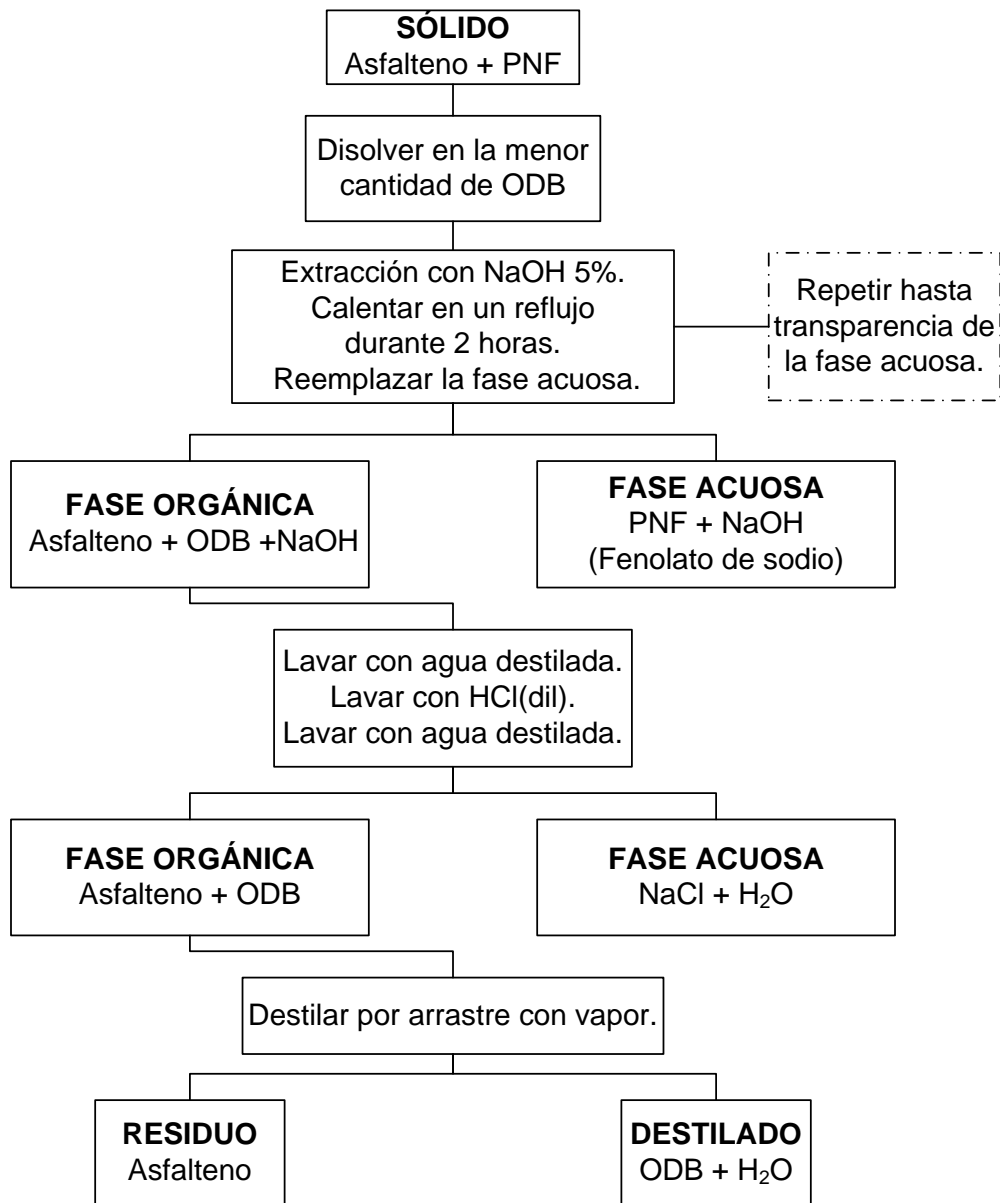 SÓLIDO
Asfalteno + PNF
Disolver en la menor
cantidad de ODB
Extracción con NaOH 5%.
Calentar en un reflujo
durante 2 horas.
Reemplazar la fase acuosa.
Repetir hasta
transparencia de
la fase acuosa.
FASE ORGÁNICA
Asfalteno + ODB +NaOH
FASE ACUOSA
PNF + NaOH
(Fenolato de sodio)
Lavar con agua destilada.
Lavar con HCl(dil).
Lavar con agua destilada.
FASE ORGÁNICA
Asfalteno + ODB
FASE ACUOSA
NaCl + H₂O
Destilar por arrastre con vapor.
RESIDUO
Asfalteno
DESTILADO
ODB + H₂O